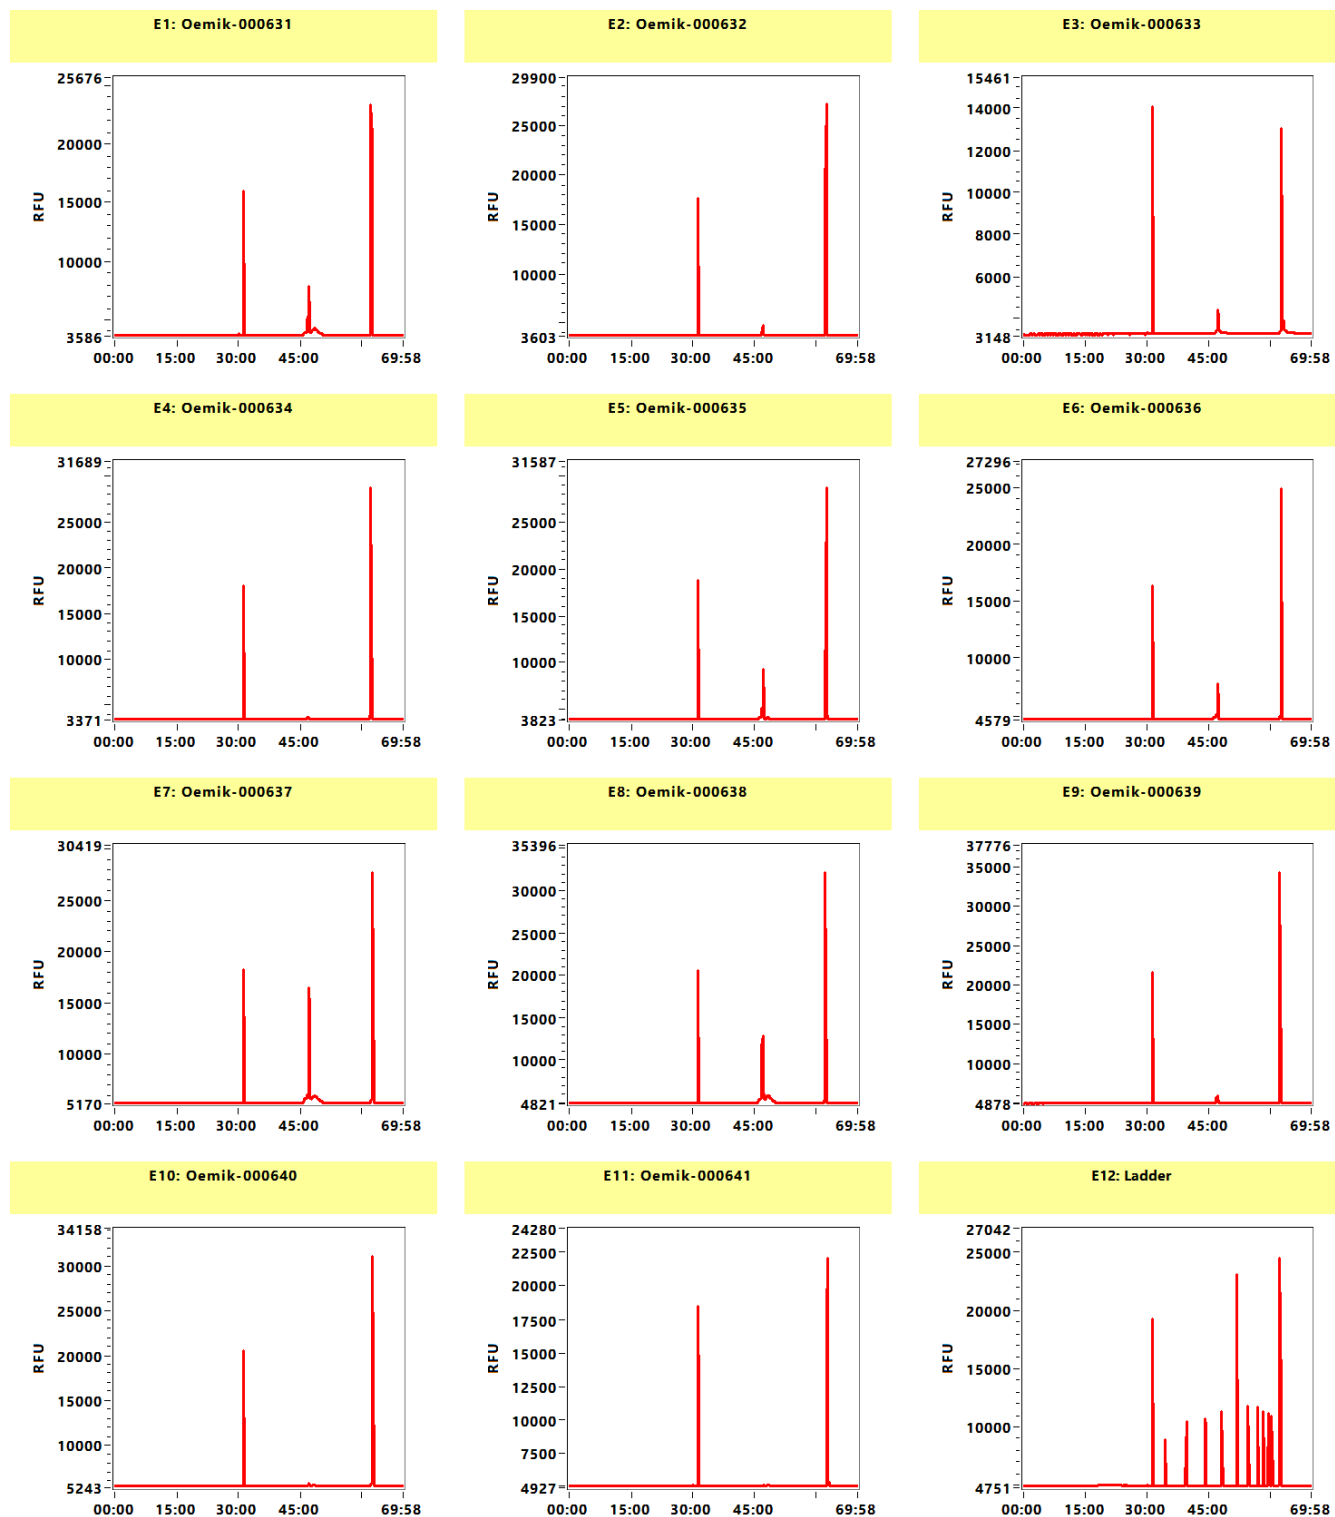 E1: Oemik-000631
E2: Oemik-000632
E3: Oemik-000633
25676
20000
15000
10000
3586
RFU
00:00 15:00 30:00 45:00 69:58
29900
25000
20000
15000
10000
3603
RFU
00:00 15:00 30:00 45:00 69:58
15461
14000
12000
10000
8000
6000
3148
RFU
00:00 15:00 30:00 45:00 69:58
E4: Oemik-000634
E5: Oemik-000635
E6: Oemik-000636
31689
25000
20000
15000
10000
3371
RFU
00:00 15:00 30:00 45:00 69:58
31587
25000
20000
15000
10000
3823
RFU
00:00 15:00 30:00 45:00 69:58
27296
25000
20000
15000
10000
4579
RFU
00:00 15:00 30:00 45:00 69:58
E7: Oemik-000637
E8: Oemik-000638
E9: Oemik-000639
30419
25000
20000
15000
10000
5170
RFU
00:00 15:00 30:00 45:00 69:58
35396
30000
25000
20000
15000
10000
4821
RFU
00:00 15:00 30:00 45:00 69:58
37776
35000
30000
25000
20000
15000
10000
4878
RFU
00:00 15:00 30:00 45:00 69:58
E10: Oemik-000640
E11: Oemik-000641
E12: Ladder
34158
30000
25000
20000
15000
10000
5243
RFU
00:00 15:00 30:00 45:00 69:58
24280
22500
20000
17500
15000
12500
10000
7500
4927
RFU
00:00 15:00 30:00 45:00 69:58
27042
25000
20000
15000
10000
4751
RFU
00:00 15:00 30:00 45:00 69:58